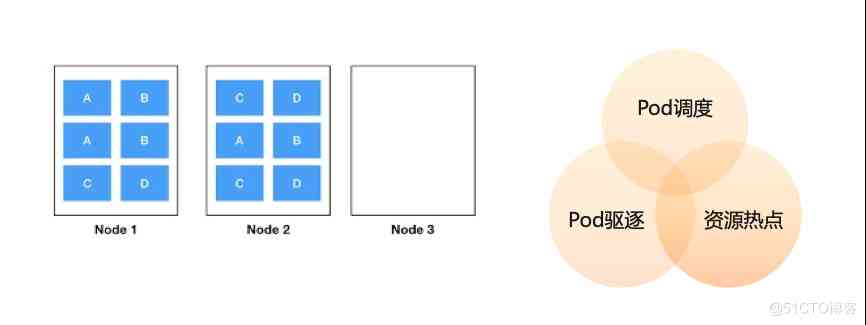 A B
A B
C D
Node 1
C D
A B
C D
Node 2
Node 3
Pod调度
Pod驱逐
资源热点
@51CTO博客